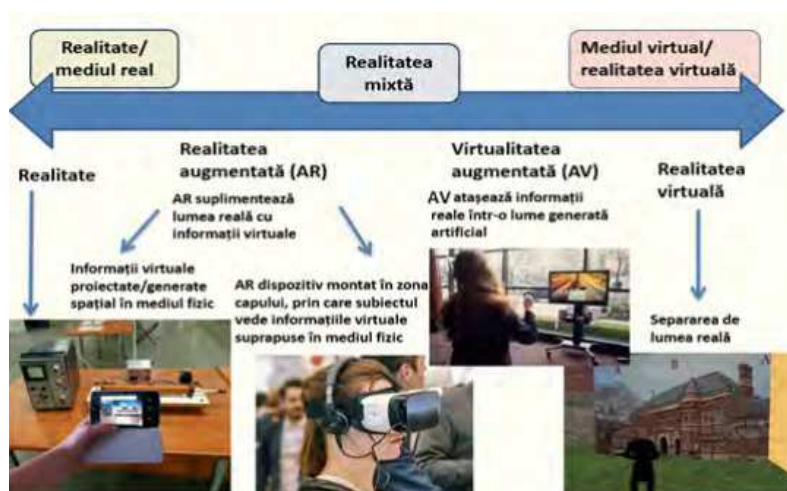 Realitate/
mediul real
Realitatea
mixtă
Mediul virtual/
realitatea virtuală
Realitate
Realitatea
augmentată (AR)
AR suplimentează
lumea reală cu
informații virtuale
Informații virtuale
proiectate/generate
spațial în mediul fizic
AR dispozitiv montat în zona
capului, prin care subiectul
vede informațiile virtuale
suprapuse în mediul fizic
Virtualitatea
augmentată (AV)
AV atașează informații
reale într-o lume generată
artificial
Realitatea
virtuală
Separarea de
lumea reală